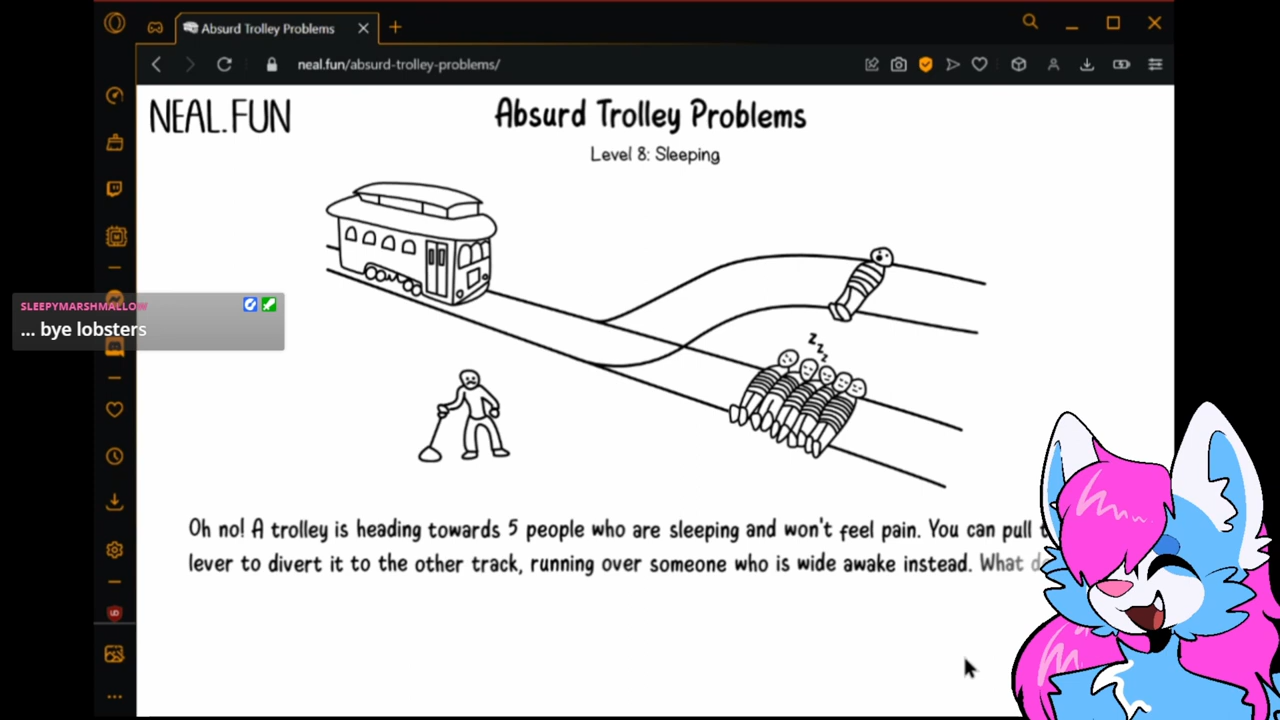 Absurd Trolley Problems
neal.fun/absurd-trolley-problems/
NEAL.FUN
Absurd Trolley Problems
Level 8: Sleeping
SLEEPYMARSHMALLOW
... bye lobsters
z z z
Oh no! A trolley is heading towards 5 people who are sleeping and won't feel pain. You can pull
lever to divert it to the other track, running over someone who is wide awake instead. What